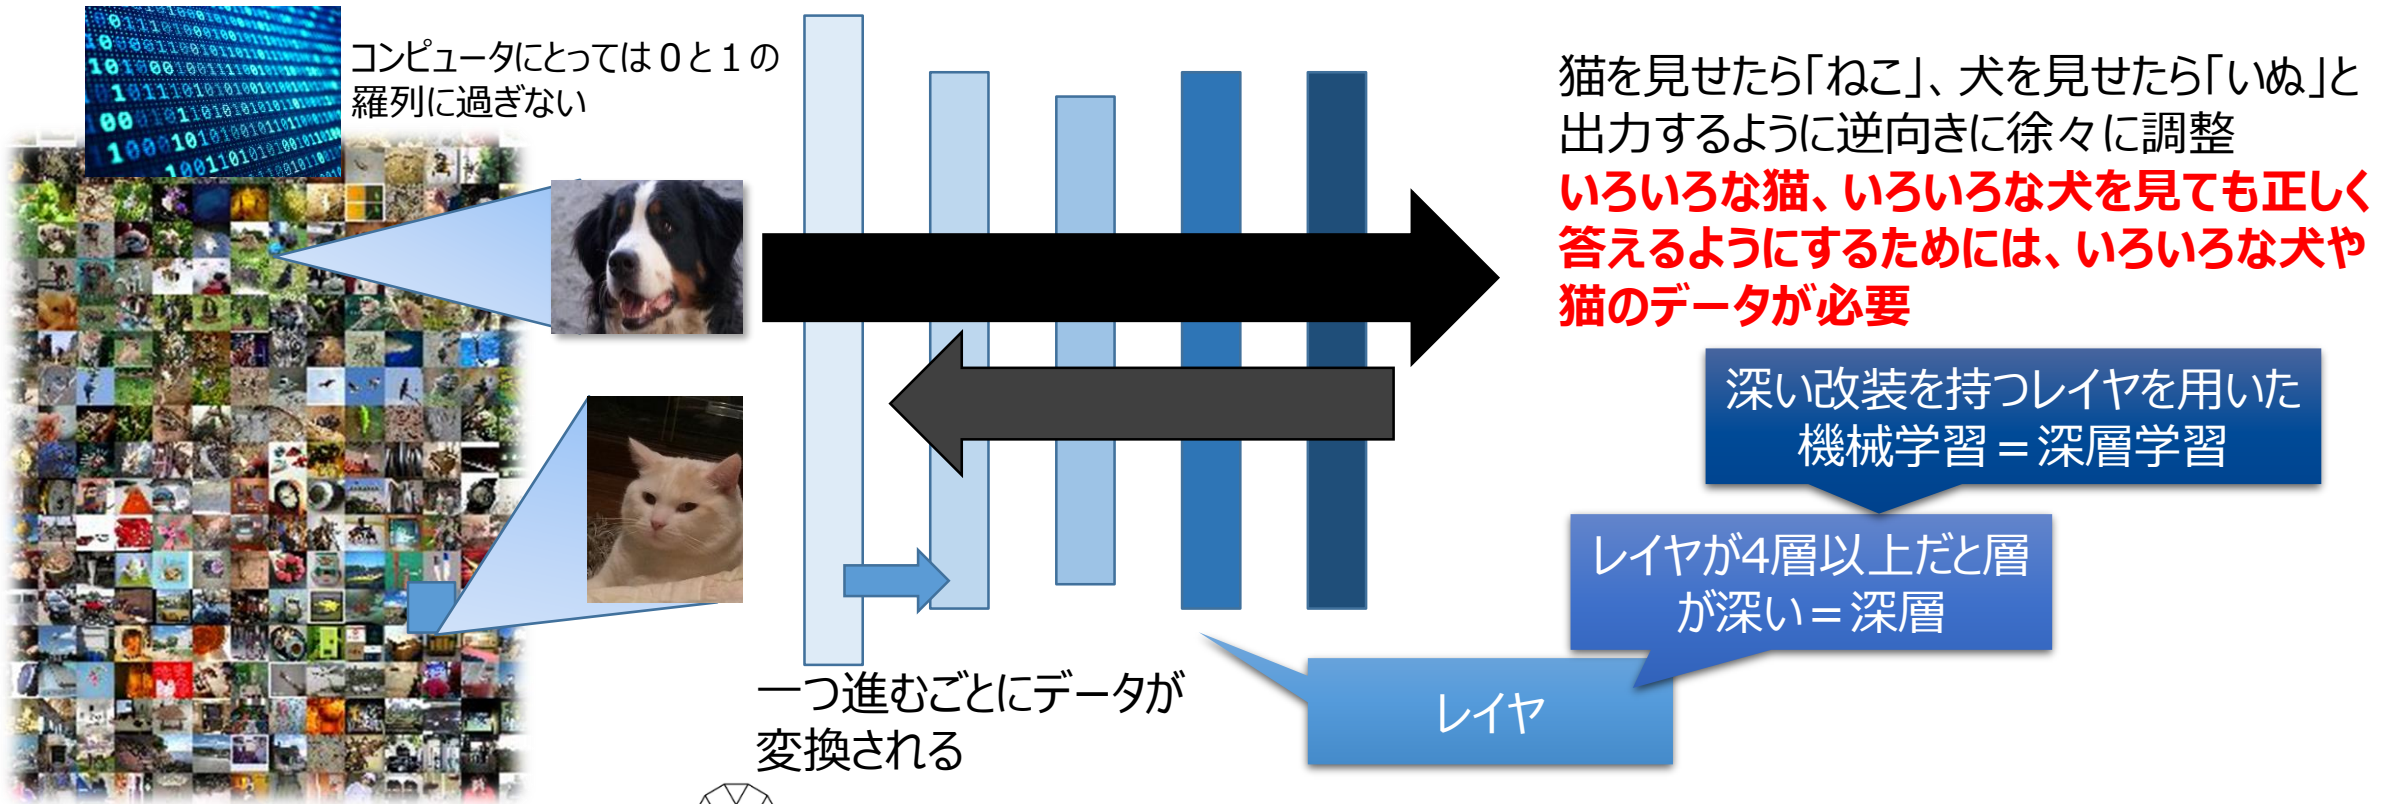 コンピュータにとっては０と１の
羅列に過ぎない
猫を見せたら「ねこ」、犬を見せたら「いぬ」と
出力するように逆向きに徐々に調整
いろいろな猫、いろいろな犬を見ても正しく
答えるようにするためには、いろいろな犬や
猫のデータが必要
深い改装を持つレイヤを用いた
機械学習＝深層学習
レイヤが4層以上だと層
が深い＝深層
レイヤ
一つ進むごとにデータが
変換される